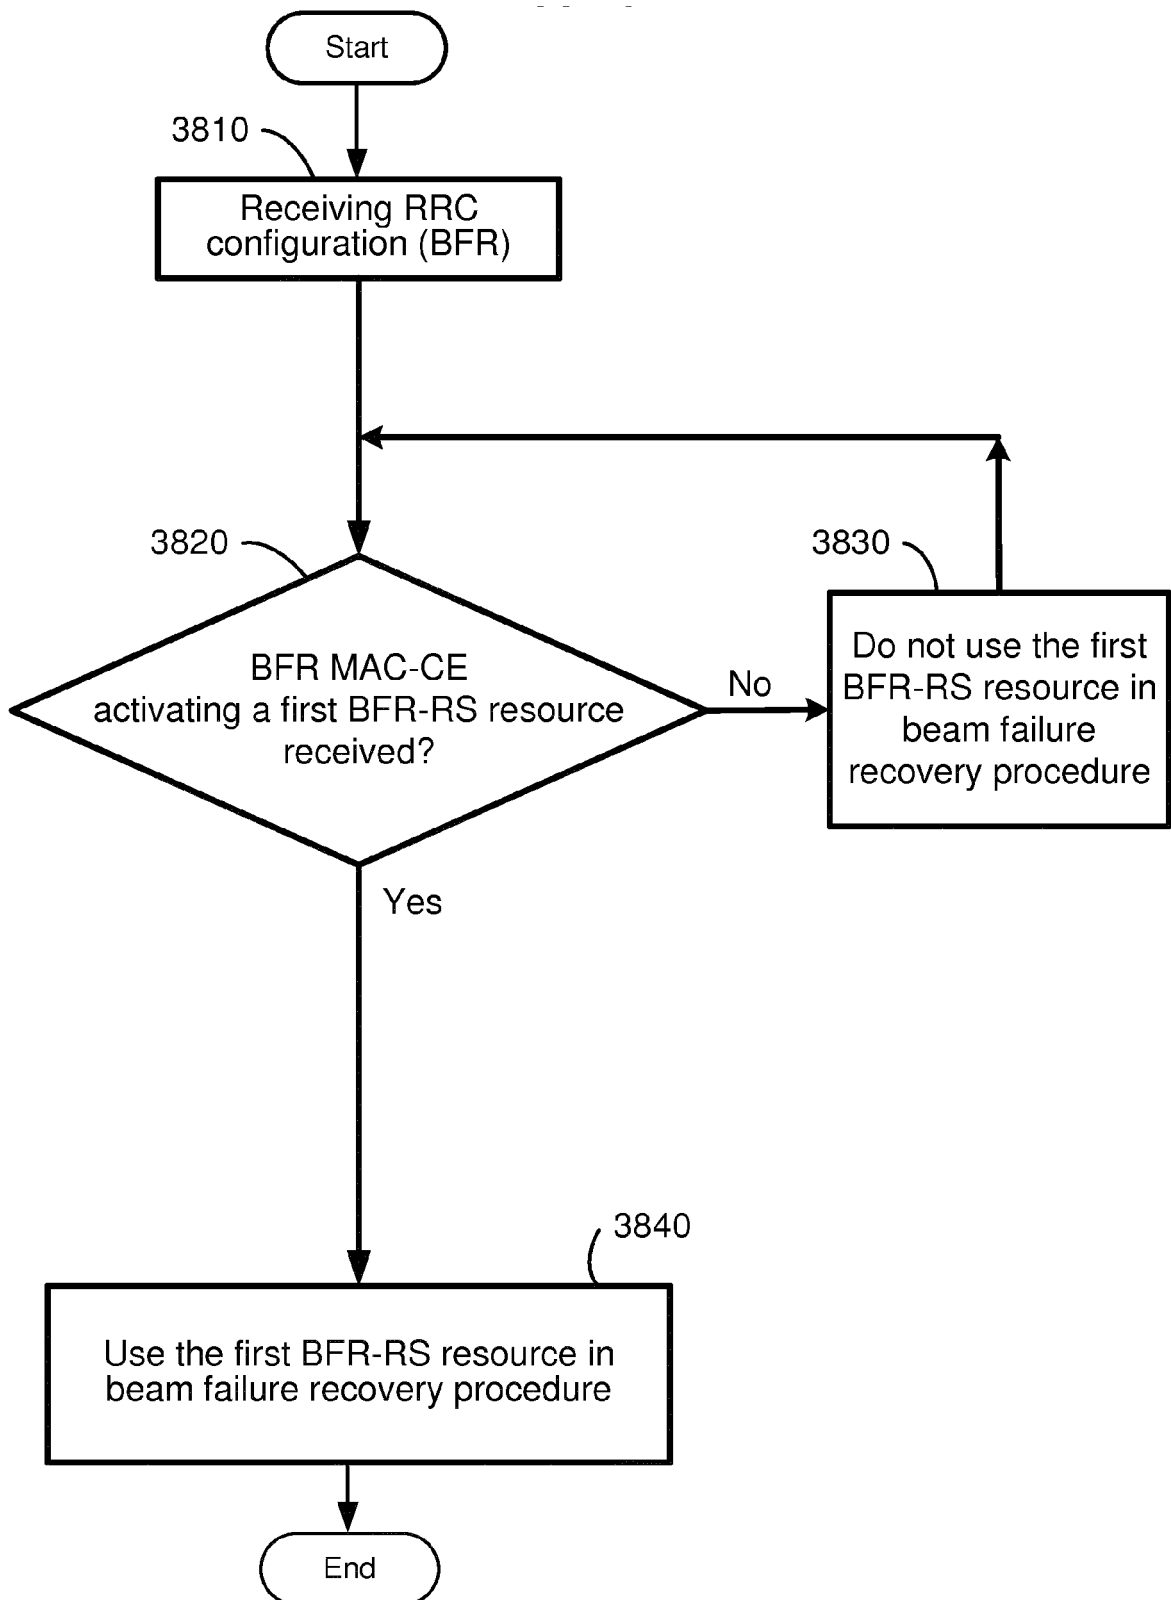 Start
3810
Receiving RRC
configuration (BFR)
3820
3830
BFR MAC-CE
activating a first BFR-RS resource
received?
No
Do not use the first
BFR-RS resource in
beam failure
recovery procedure
Yes
3840
Use the first BFR-RS resource in
beam failure recovery procedure
End